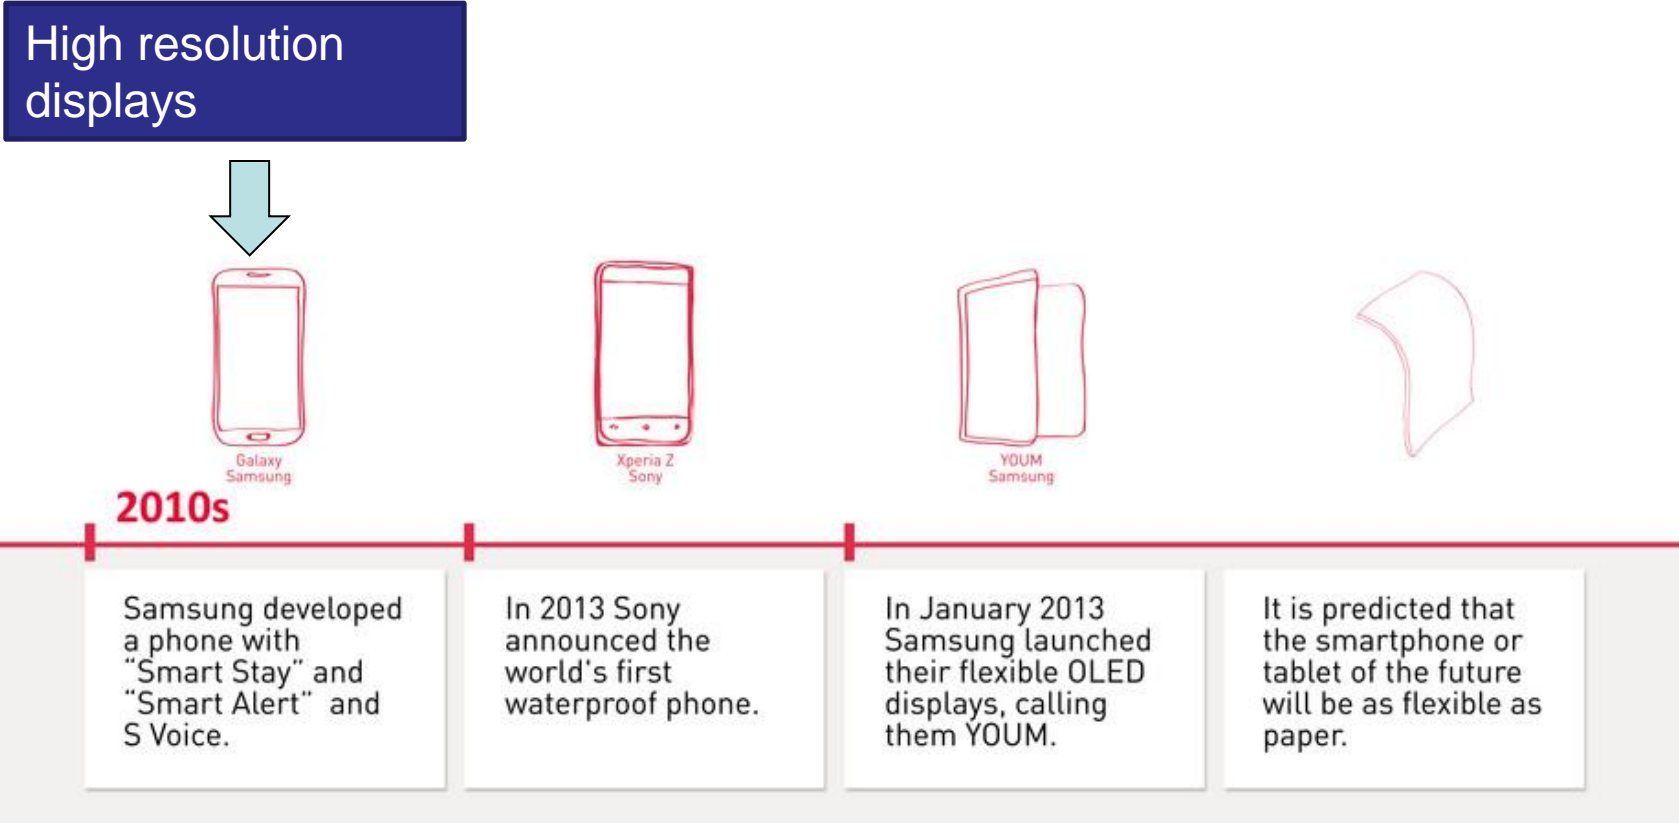 High resolution
displays
Galaxy
Samsung
Xperia Z
Sony
YOUM
Samsung
2010s
Samsung developed
a phone with
“Smart Stay” and
“Smart Alert” and
S Voice.
In 2013 Sony
announced the
world's first
waterproof phone.
In January 2013
Samsung launched
their flexible OLED
displays, calling
them YOUM.
It is predicted that
the smartphone or
tablet of the future
will be as flexible as
paper.